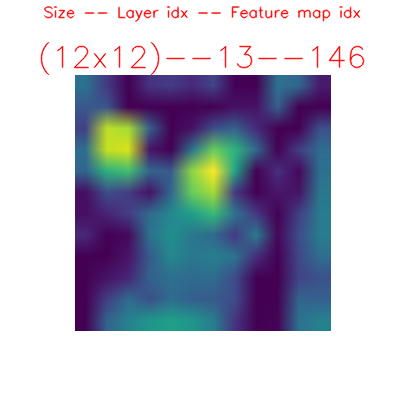 Size -- Layer idx -- Feature map idx
(12x12)--13--146